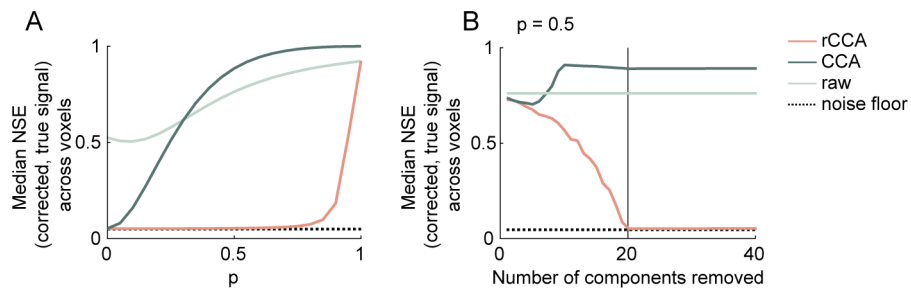 A
Median NSE
(corrected, true signal)
across voxels
1
0.5
0
0
0.5
1
p
B
p = 0.5
Median NSE
(corrected, true signal)
across voxels
1
0.5
0
0
10
20
30
40
Number of components removed
rCCA
CCA
raw
noise floor